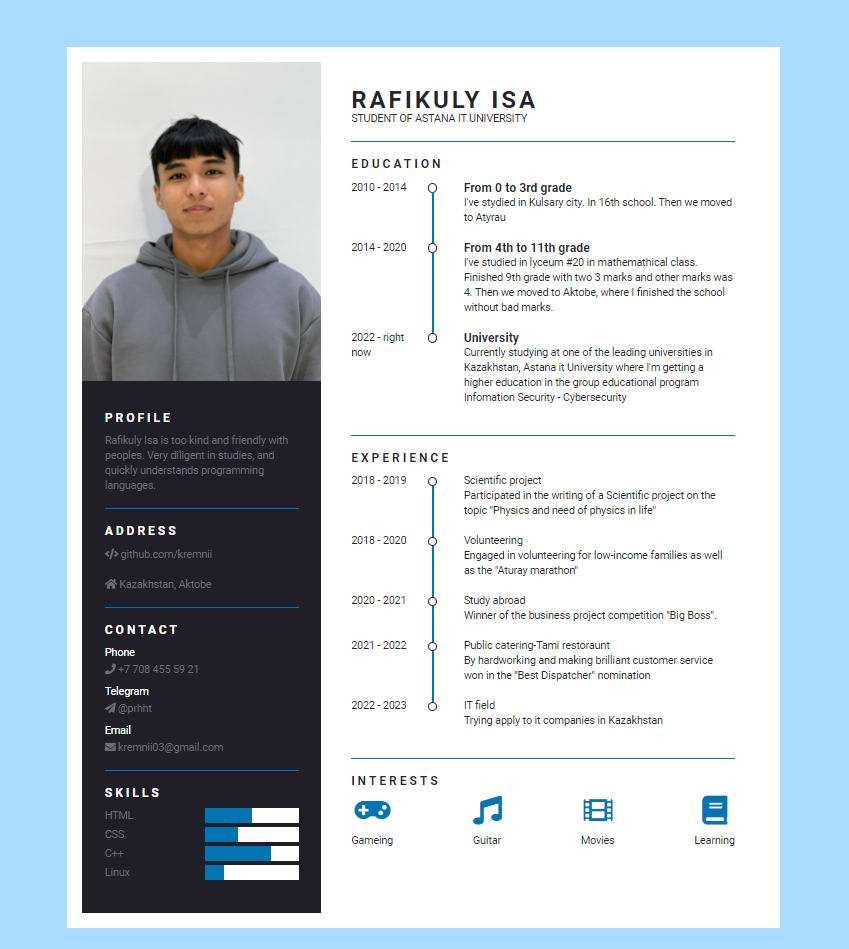 RAFIKULY ISA
STUDENT OF ASTANA IT UNIVERSITY
EDUCATION
2010 - 2014
From 0 to 3rd grade
I've stydied in Kulsary city. In 16th school. Then we moved
to Atyrau
2014 - 2020
From 4th to 11th grade
I've studied in lyceum #20 in mathemathical class.
Finished 9th grade with two 3 marks and other marks was
4. Then we moved to Aktobe, where I finished the school
without bad marks.
2022 - right
now
University
Currently studying at one of the leading universities in
Kazakhstan, Astana it University where I'm getting a
higher education in the group educational program
Infomation Security - Cybersecurity
EXPERIENCE
2018 - 2019
Scientific project
Participated in the writing of a Scientific project on the
topic "Physics and need of physics in life"
2018 - 2020
Volunteering
Engaged in volunteering for low-income families as well
as the "Aturay marathon"
2020 - 2021
Study abroad
Winner of the business project competition "Big Boss".
2021 - 2022
Public catering-Tami restoraunt
By hardworking and making brilliant customer service
won in the "Best Dispatcher" nomination
2022 - 2023
IT field
Trying apply to it companies in Kazakhstan
INTERESTS
Gameing
Guitar
Movies
Learning
PROFILE
Rafikuly Isa is too kind and friendly with
peoples. Very diligent in studies, and
quickly understands programming
languages.
ADDRESS
github.com/kremnii
Kazakhstan, Aktobe
CONTACT
Phone
+7 708 455 59 21
Telegram
@prhht
Email
kremnii03@gmail.com
SKILLS
HTML
CSS
C++
Linux